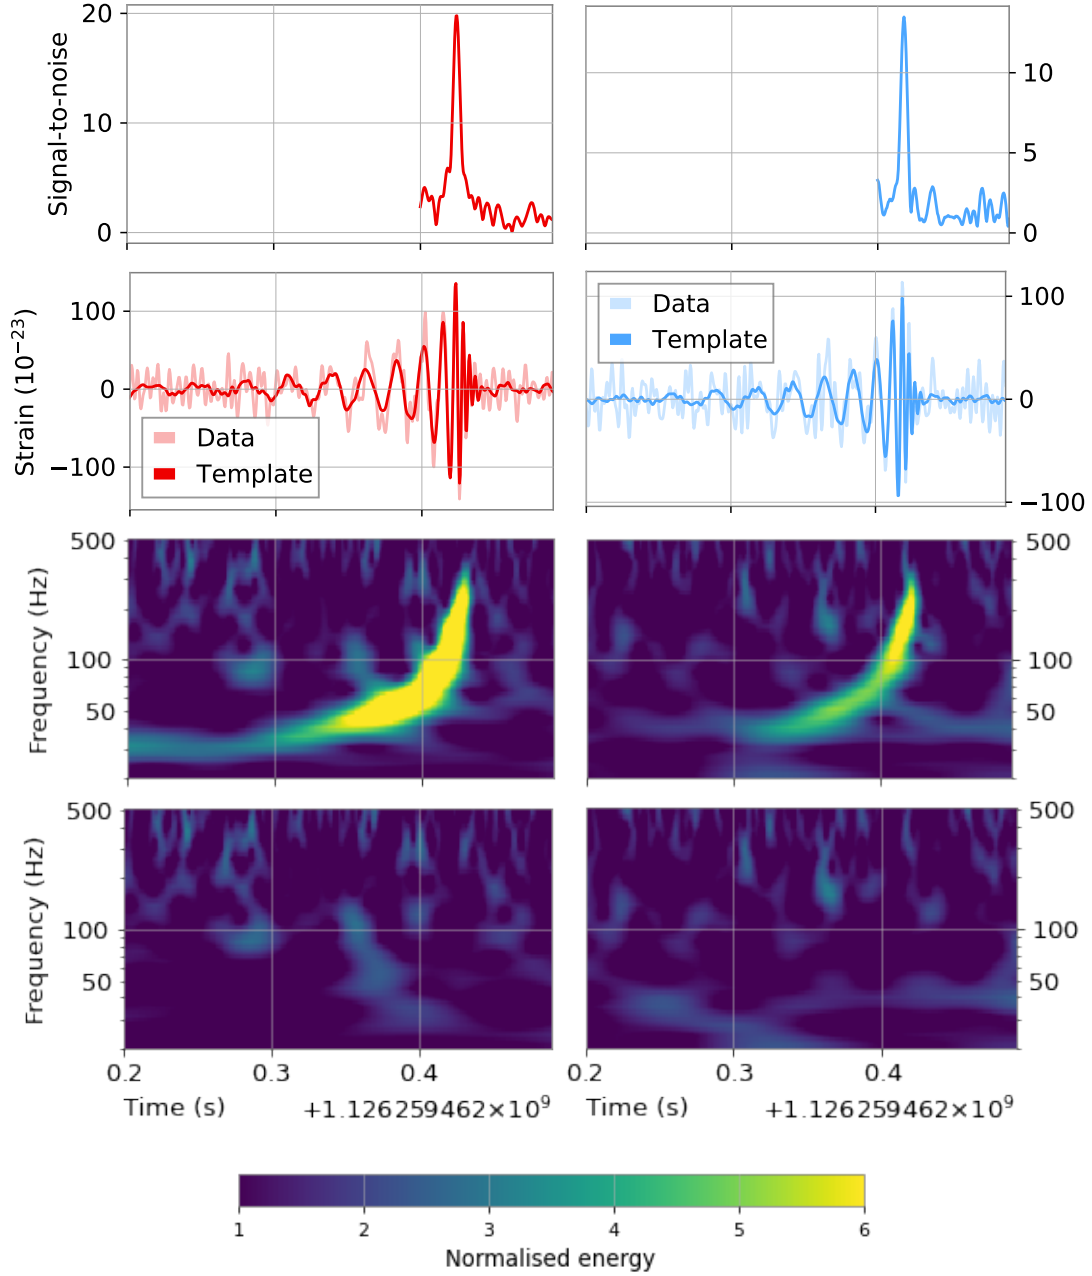 Signal-to-noise
20
10
0
10
5
0
Strain (10⁻²³)
100
0
−100
Data
Template
Data
Template
100
0
−100
Frequency (Hz)
500
100
50
500
100
50
Frequency (Hz)
500
100
50
500
100
50
0.2 0.3 0.4
0.2 0.3 0.4
Time (s) +1.126259462×10⁹
Time (s) +1.126259462×10⁹
1 2 3 4 5 6
Normalised energy